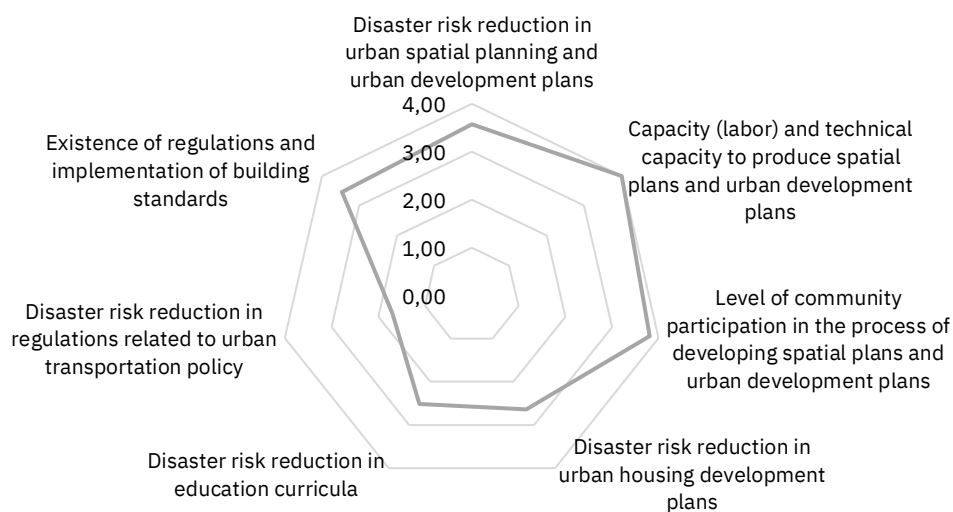 Disaster risk reduction in
urban spatial planning and
urban development plans
4,00
3,00
2,00
1,00
0,00
Capacity (labor) and technical
capacity to produce spatial
plans and urban development
plans
Level of community
participation in the process of
developing spatial plans and
urban development plans
Disaster risk reduction in
urban housing development
plans
Disaster risk reduction in
education curricula
Disaster risk reduction in
regulations related to urban
transportation policy
Existence of regulations and
implementation of building
standards